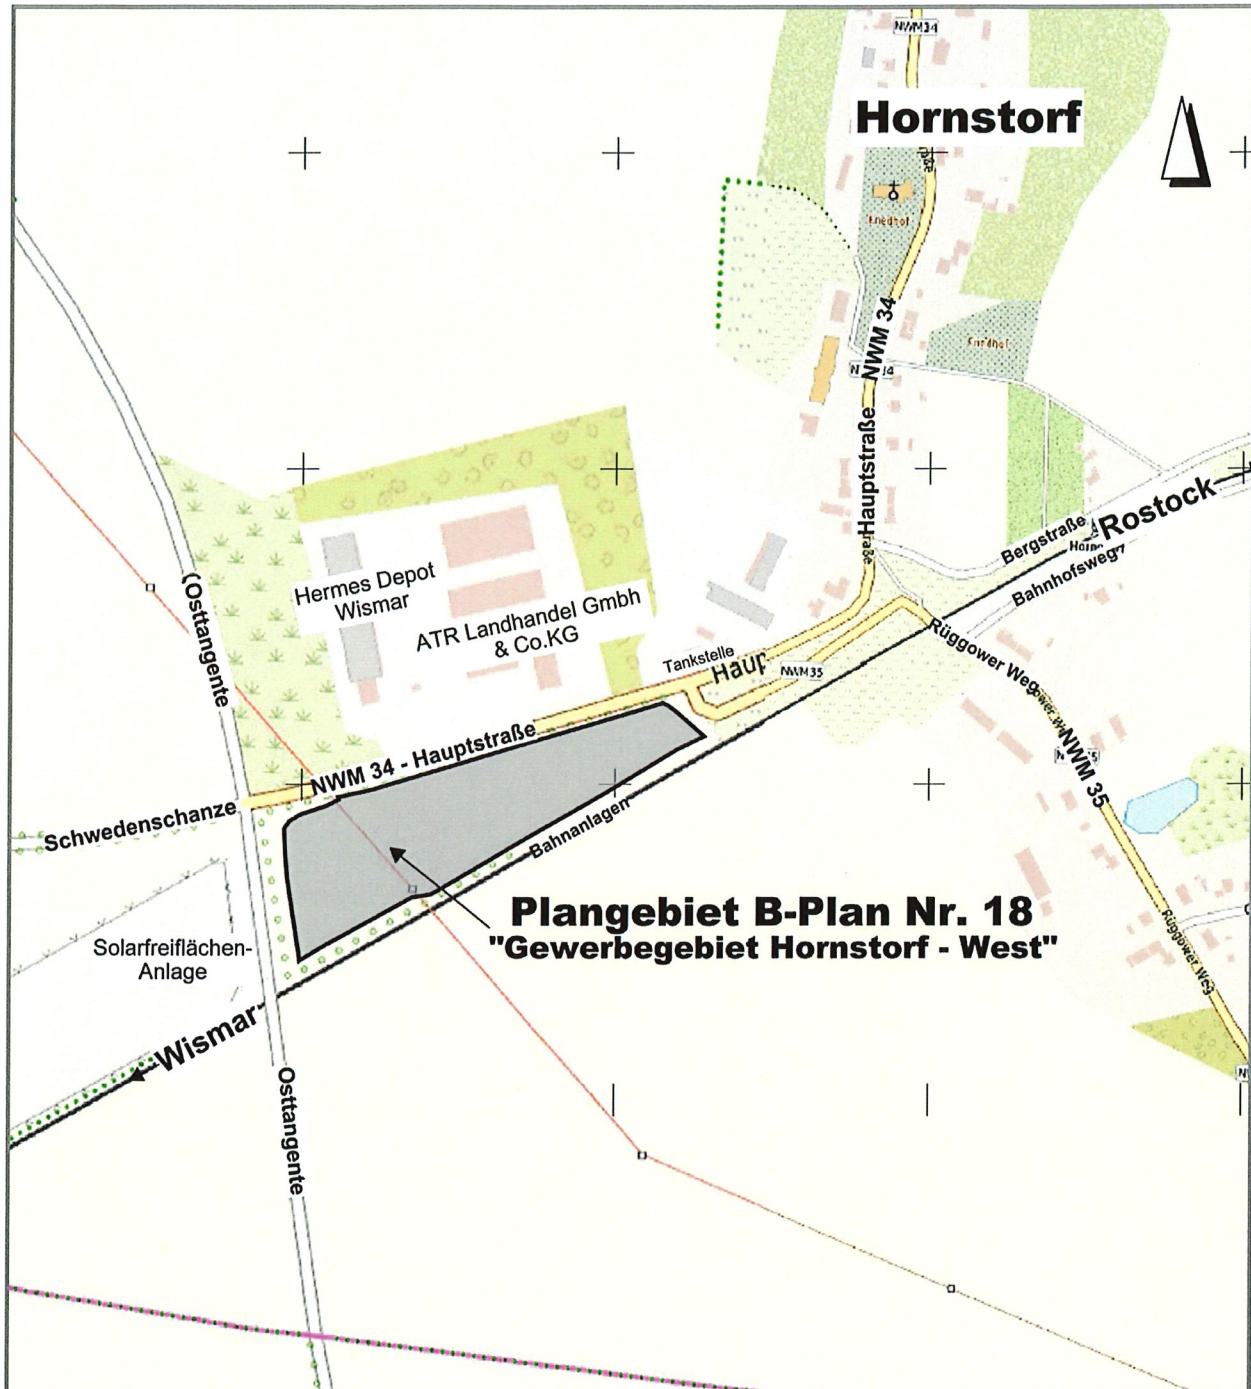 NWM34
Hornstorf
Friedhof
NWM 34
Friedhof
Hauptstraße
Rostock
Bergstraße
Bahnhofsweg
(Osttangente
Hermes Depot
Wismar
ATR Landhandel Gmbh
& Co.KG
Tankstelle
Haup
NWM35
Rüggower Weg
NWM 34 - Hauptstraße
NWM 35
Schwedenschanze
Bahnanlagen
Plangebiet B-Plan Nr. 18
"Gewerbegebiet Hornstorf - West"
Rüggower Weg
Solarfreiflächen-
Anlage
Wismar
Osttangente